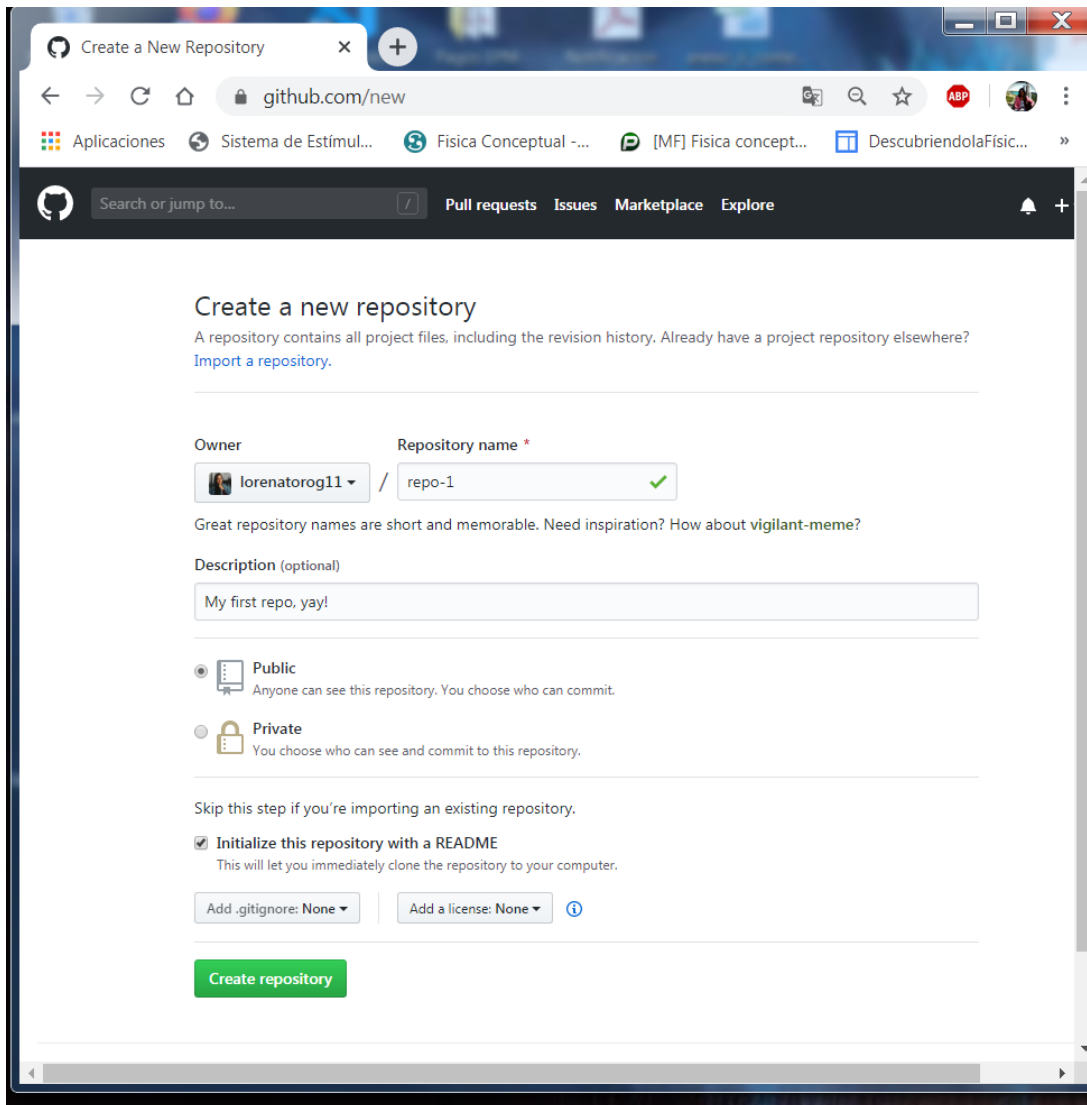 Create a New Repository
github.com/new
Aplicaciones Sistema de Estímul... Fisica Conceptual -... [MF] Fisica concept... DescubriendolaFísic... »
Search or jump to... / Pull requests Issues Marketplace Explore
Create a new repository
A repository contains all project files, including the revision history. Already have a project repository elsewhere?
Import a repository.
Owner Repository name *
lorenatorog11 / repo-1
Great repository names are short and memorable. Need inspiration? How about vigilant-meme?
Description (optional)
My first repo, yay!
Public
Anyone can see this repository. You choose who can commit.
Private
You choose who can see and commit to this repository.
Skip this step if you’re importing an existing repository.
Initialize this repository with a README
This will let you immediately clone the repository to your computer.
Add .gitignore: None Add a license: None
Create repository